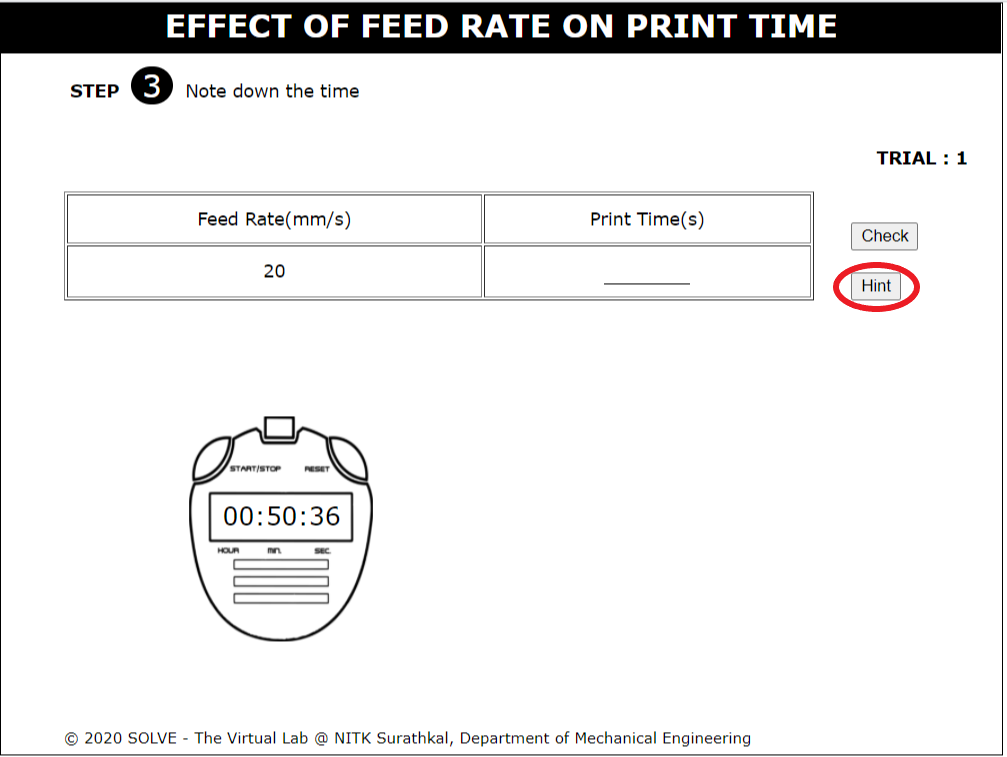 EFFECT OF FEED RATE ON PRINT TIME
STEP 3 Note down the time
TRIAL : 1
Feed Rate(mm/s) Print Time(s)
Check
20
Hint
START/STOP RESET
00:50:36
HOUR MIN. SEC.
© 2020 SOLVE - The Virtual Lab @ NITK Surathkal, Department of Mechanical Engineering